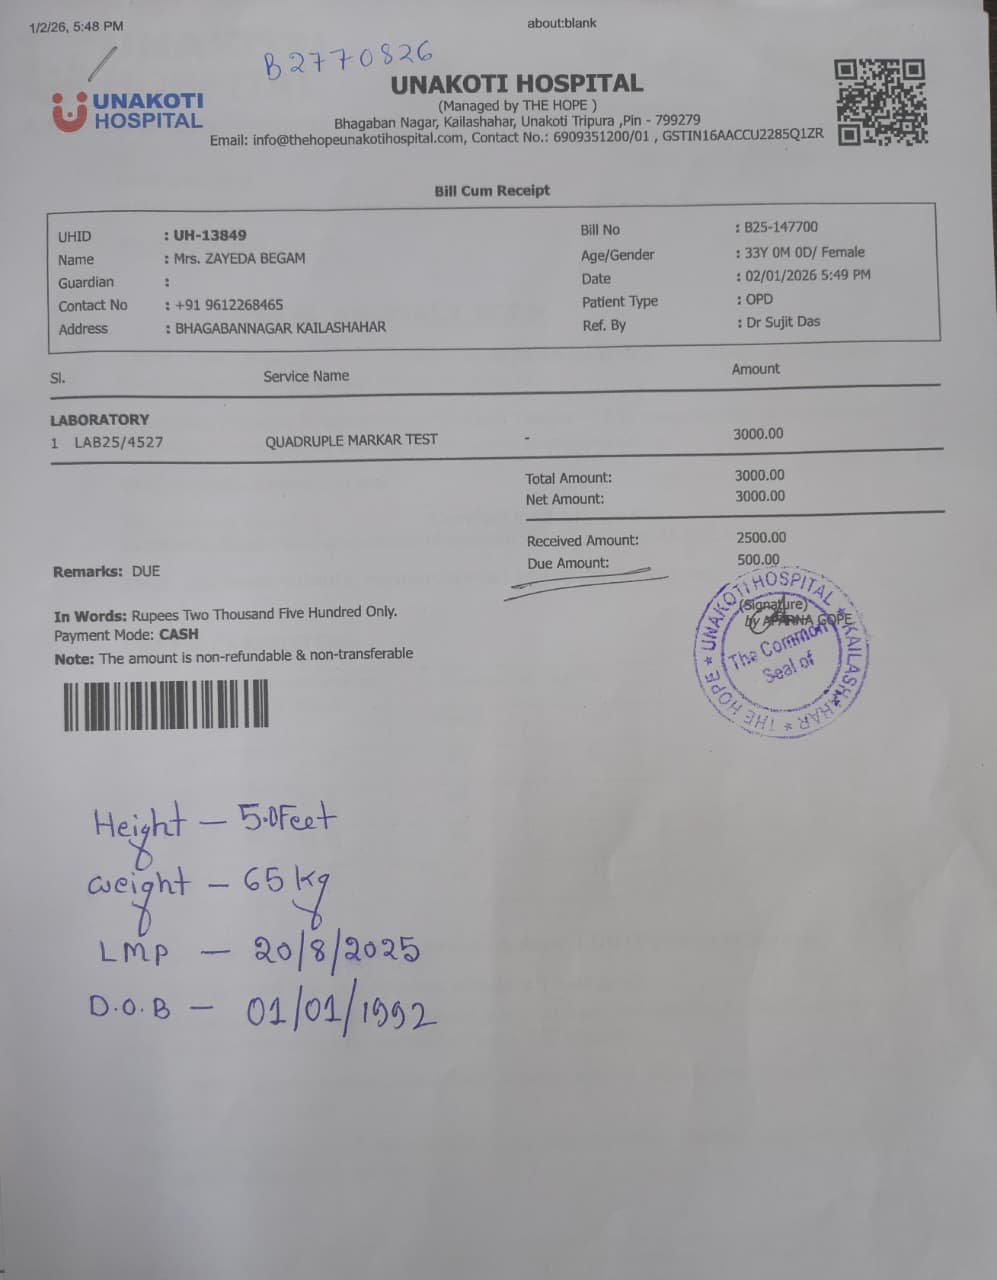 1/2/26, 5:48 PM
about:blank
B2770826
UNAKOTI HOSPITAL
UNAKOTI HOSPITAL
(Managed by THE HOPE )
Bhagaban Nagar, Kailashahar, Unakoti Tripura ,Pin - 799279
Email: info@thehopeunakotihospital.com, Contact No.: 6909351200/01 , GSTIN16AACCU2285Q1ZR
Bill Cum Receipt
UHID : UH-13849 Bill No : B25-147700
Name : Mrs. ZAYEDA BEGAM Age/Gender : 33Y 0M 0D/ Female
Guardian : Date : 02/01/2026 5:49 PM
Contact No : +91 9612268465 Patient Type : OPD
Address : BHAGABANNAGAR KAILASHAHAR Ref. By : Dr Sujit Das
Sl. Service Name Amount
LABORATORY
1 LAB25/4527 QUADRUPLE MARKAR TEST - 3000.00
Total Amount: 3000.00
Net Amount: 3000.00
Received Amount: 2500.00
Due Amount: 500.00
Remarks: DUE
(Signature)
by APARNA GOPE
In Words: Rupees Two Thousand Five Hundred Only.
Payment Mode: CASH
Note: The amount is non-refundable & non-transferable
THE HOPE * UNAKOTI HOSPITAL * KAILASHAHAR *
The Common
Seal of
Height - 5.0Feet
weight - 65 kg
LMP - 20/8/2025
D.O.B - 01/01/1992